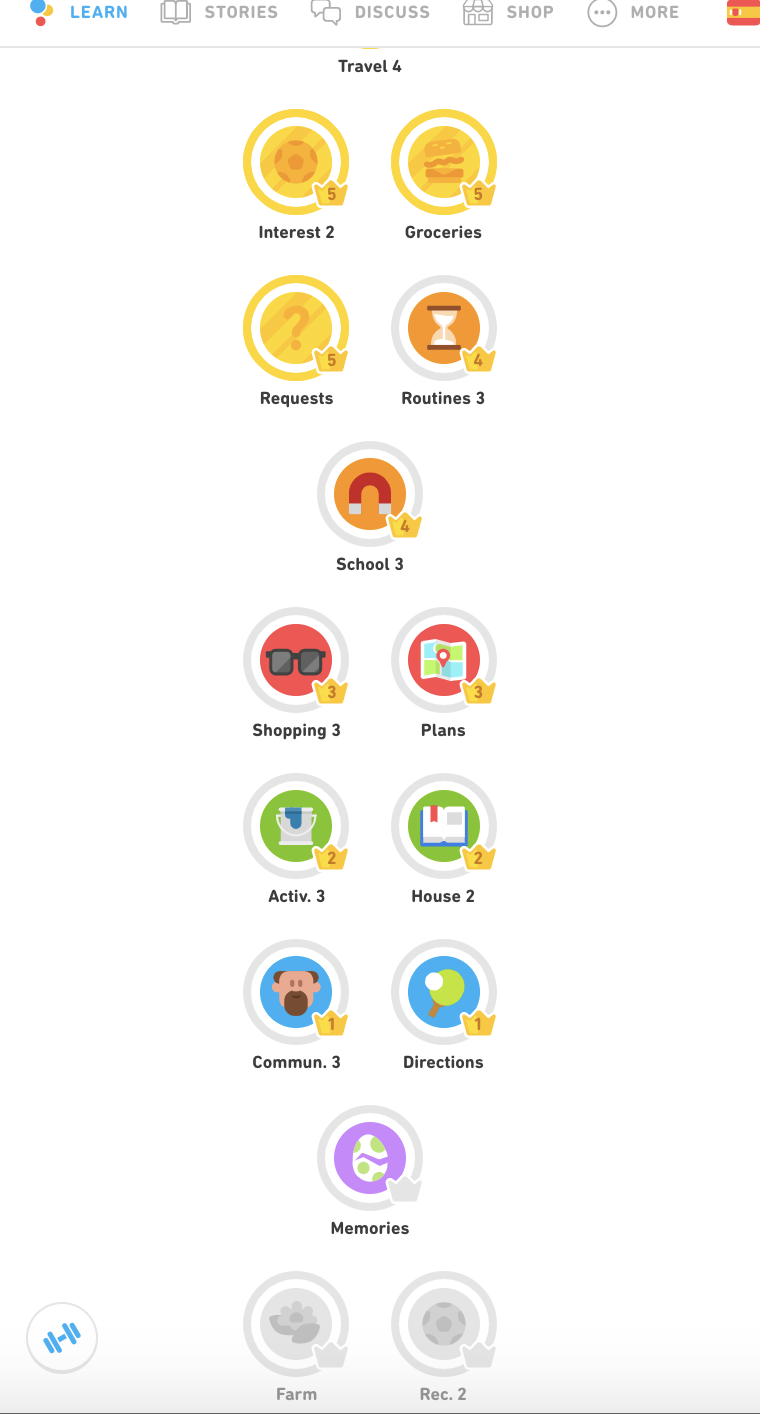 LEARN STORIES DISCUSS SHOP MORE
Travel 4
5 5
Interest 2 Groceries
5 4
Requests Routines 3
4
School 3
3 3
Shopping 3 Plans
2 2
Activ. 3 House 2
1 1
Commun. 3 Directions
Memories
Farm Rec. 2